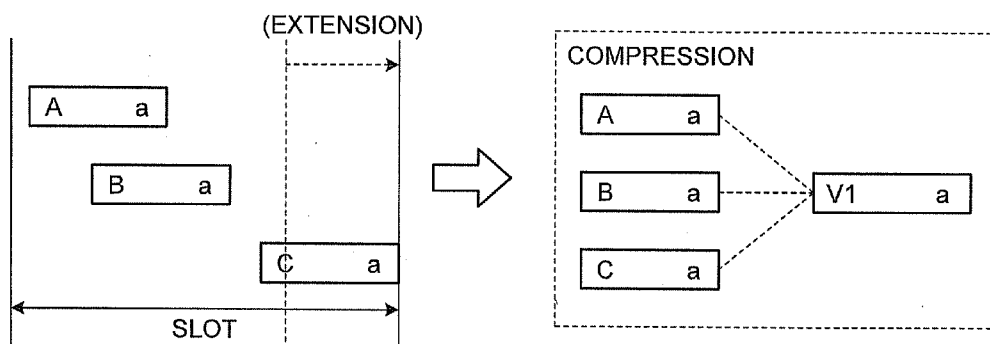 (EXTENSION)
A a
B a
C a
SLOT
COMPRESSION
A a
B a
C a
V1 a